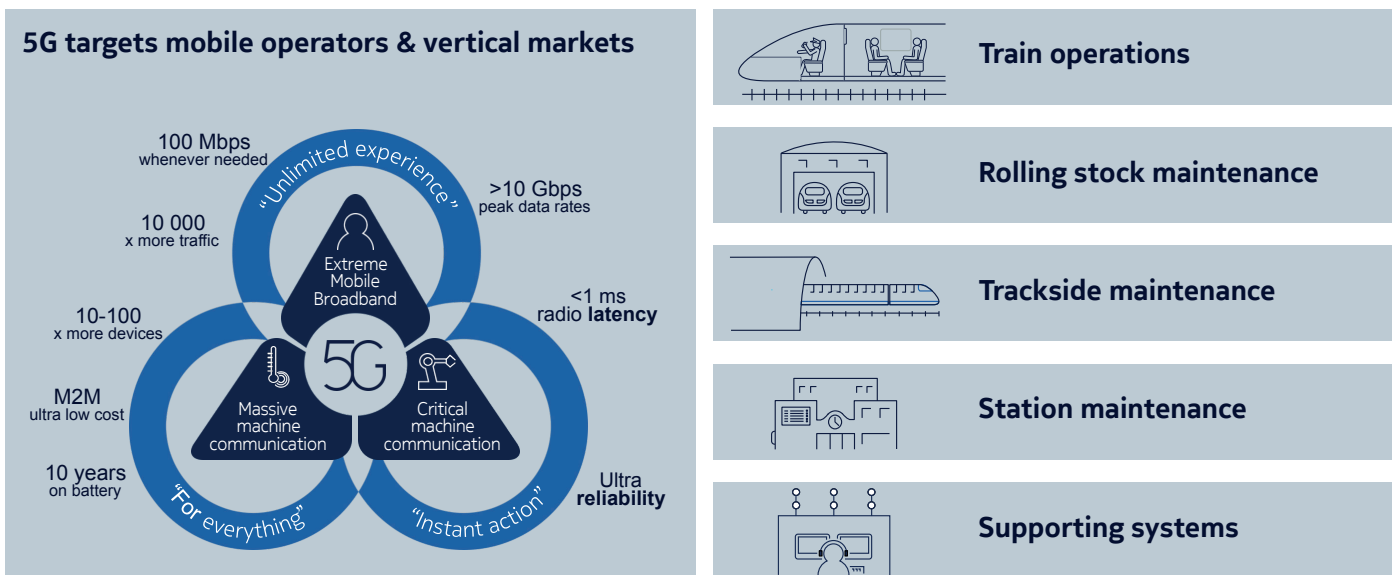 5G targets mobile operators & vertical markets
100 Mbps
whenever needed
"Unlimited experience"
>10 Gbps
peak data rates
10 000
x more traffic
Extreme
Mobile
Broadband
<1 ms
radio latency
10-100
x more devices
5G
M2M
ultra low cost
Massive
machine
communication
Critical
machine
communication
10 years
on battery
Ultra
reliability
"For everything"
"Instant action"
Train operations
Rolling stock maintenance
Trackside maintenance
Station maintenance
Supporting systems